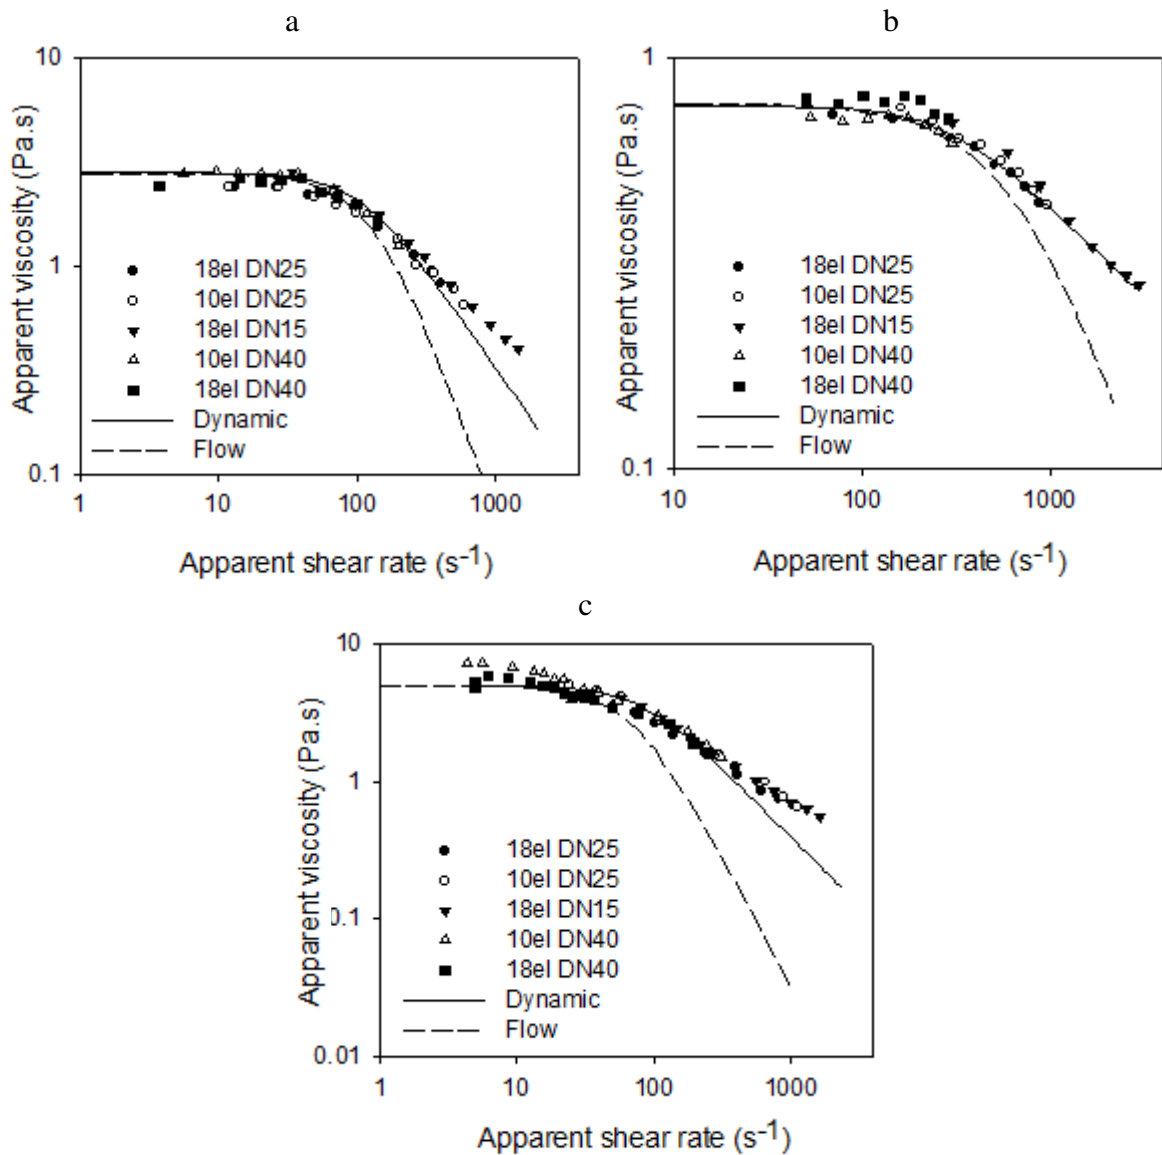 a
10
1
0.1
Apparent viscosity (Pa.s)
18el DN25
10el DN25
18el DN15
10el DN40
18el DN40
Dynamic
Flow
1 10 100 1000
Apparent shear rate (s-1)
b
1
0.1
Apparent viscosity (Pa.s)
18el DN25
10el DN25
18el DN15
10el DN40
18el DN40
Dynamic
Flow
10 100 1000
Apparent shear rate (s-1)
c
10
1
0.1
0.01
Apparent viscosity (Pa.s)
18el DN25
10el DN25
18el DN15
10el DN40
18el DN40
Dynamic
Flow
1 10 100 1000
Apparent shear rate (s-1)